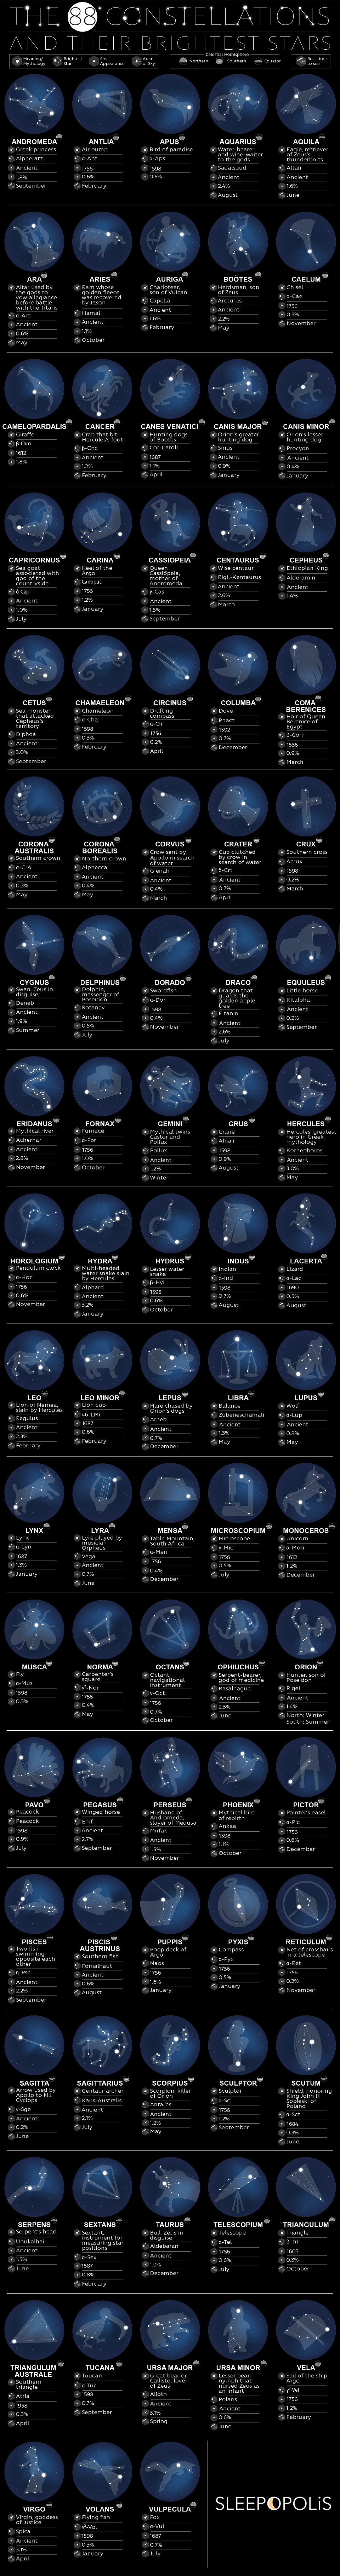 THE 88 CONSTELLATIONS
AND THEIR BRIGHTEST STARS
Celestial Hemisphere
Meaning/
Mythology
Brightest
Star
First
Appearance
Area
of Sky
Northern
Southern
Equator
Best time
to see
ANDROMEDA
Greek princess
Alpheratz
Ancient
1.8%
September
ANTLIA
Air pump
α-Ant
1756
0.6%
February
APUS
Bird of paradise
α-Aps
1598
0.5%
AQUARIUS
Water-bearer
and wine-waiter
to the gods
Sadalsuud
Ancient
2.4%
August
AQUILA
Eagle, retriever
of Zeus's
thunderbolts
Altair
Ancient
1.6%
June
ARA
Altar used by
the gods to
vow allegiance
before battle
with the Titans
α-Ara
Ancient
0.6%
May
ARIES
Ram whose
golden fleece
was recovered
by Jason
Hamal
Ancient
1.1%
October
AURIGA
Charioteer,
son of Vulcan
Capella
Ancient
1.6%
February
BOÖTES
Herdsman, son
of Zeus
Arcturus
Ancient
2.2%
May
CAELUM
Chisel
α-Cae
1756
0.3%
November
CAMELOPARDALIS
Giraffe
β-Cam
1612
1.8%
CANCER
Crab that bit
Hercules's foot
β-Cnc
Ancient
1.2%
February
CANES VENATICI
Hunting dogs
of Boötes
Cor-Caroli
1687
1.1%
April
CANIS MAJOR
Orion's greater
hunting dog
Sirius
Ancient
0.9%
January
CANIS MINOR
Orion's lesser
hunting dog
Procyon
Ancient
0.4%
January
CAPRICORNUS
Sea goat
associated with
god of the
countryside
δ-Cap
Ancient
1.0%
July
CARINA
Keel of the
Argo
Canopus
1756
1.2%
January
CASSIOPEIA
Queen
Cassiopeia,
mother of
Andromeda
γ-Cas
Ancient
1.5%
September
CENTAURUS
Wise centaur
Rigil-Kentaurus
Ancient
2.6%
March
CEPHEUS
Ethiopian King
Alderamin
Ancient
1.4%
CETUS
Sea monster
that attacked
Cepheus's
territory
Diphda
Ancient
3.0%
September
CHAMAELEON
Chameleon
α-Cha
1598
0.3%
February
CIRCINUS
Drafting
compass
α-Cir
1756
0.2%
April
COLUMBA
Dove
Phact
1592
0.7%
December
COMA
BERENICES
Hair of Queen
Berenice of
Egypt
β-Com
1536
0.9%
March
CORONA
AUSTRALIS
Southern crown
α-CrA
Ancient
0.3%
May
CORONA
BOREALIS
Northern crown
Alphecca
Ancient
0.4%
May
CORVUS
Crow sent by
Apollo in search
of water
Gienah
Ancient
0.4%
March
CRATER
Cup clutched
by crow in
search of water
δ-Crt
Ancient
0.7%
April
CRUX
Southern cross
Acrux
1598
0.2%
March
CYGNUS
Swan, Zeus in
disguise
Deneb
Ancient
1.9%
Summer
DELPHINUS
Dolphin,
messenger of
Poseidon
Rotanev
Ancient
0.5%
July
DORADO
Swordfish
α-Dor
1598
0.4%
November
DRACO
Dragon that
guards the
golden apple
tree
Eltanin
Ancient
2.6%
July
EQUULEUS
Little horse
Kitalpha
Ancient
0.2%
September
ERIDANUS
Mythical river
Achernar
Ancient
2.8%
November
FORNAX
Furnace
α-For
1756
1.0%
October
GEMINI
Mythical twins
Castor and
Pollux
Pollux
Ancient
1.2%
Winter
GRUS
Crane
Alnair
1598
0.9%
August
HERCULES
Hercules, greatest
hero in Greek
mythology
Kornephoros
Ancient
3.0%
May
HOROLOGIUM
Pendulum clock
α-Hor
1756
0.6%
November
HYDRA
Multi-headed
water snake slain
by Hercules
Alphard
Ancient
3.2%
January
HYDRUS
Lesser water
snake
β-Hyi
1598
0.6%
October
INDUS
Indian
α-Ind
1598
0.7%
August
LACERTA
Lizard
α-Lac
1690
0.5%
August
LEO
Lion of Nemea,
slain by Hercules
Regulus
Ancient
2.3%
February
LEO MINOR
Lion cub
46-LMi
1687
0.6%
February
LEPUS
Hare chased by
Orion's dogs
Arneb
Ancient
0.7%
December
LIBRA
Balance
Zubeneschamali
Ancient
1.3%
May
LUPUS
Wolf
α-Lup
Ancient
0.8%
May
LYNX
Lynx
α-Lyn
1687
1.3%
January
LYRA
Lyre played by
musician
Orpheus
Vega
Ancient
0.7%
June
MENSA
Table Mountain,
South Africa
α-Men
1756
0.4%
December
MICROSCOPIUM
Microscope
γ-Mic
1756
0.5%
July
MONOCEROS
Unicorn
α-Mon
1612
1.2%
December
MUSCA
Fly
α-Mus
1598
0.3%
NORMA
Carpenter's
square
γ²-Nor
1756
0.4%
May
OCTANS
Octant,
navigational
instrument
ν-Oct
1756
0.7%
October
OPHIUCHUS
Serpent-bearer,
god of medicine
Rasalhague
Ancient
2.3%
June
ORION
Hunter, son of
Poseidon
Rigel
Ancient
1.4%
North: Winter
South: Summer
PAVO
Peacock
Peacock
1598
0.9%
July
PEGASUS
Winged horse
Enif
Ancient
2.7%
September
PERSEUS
Husband of
Andromeda,
slayer of Medusa
Mirfak
Ancient
1.5%
November
PHOENIX
Mythical bird
of rebirth
Ankaa
1598
1.1%
October
PICTOR
Painter's easel
α-Pic
1756
0.6%
December
PISCES
Two fish
swimming
opposite each
other
η-Psc
Ancient
2.2%
September
PISCIS
AUSTRINUS
Southern fish
Fomalhaut
Ancient
0.6%
August
PUPPIS
Poop deck of
Argo
Naos
1756
1.6%
January
PYXIS
Compass
α-Pyx
1756
0.5%
January
RETICULUM
Net of crosshairs
in a telescope
α-Ret
1756
0.3%
November
SAGITTA
Arrow used by
Apollo to kill
Cyclops
γ-Sge
Ancient
0.2%
June
SAGITTARIUS
Centaur archer
Kaus-Australis
Ancient
2.1%
July
SCORPIUS
Scorpion, killer
of Orion
Antares
Ancient
1.2%
May
SCULPTOR
Sculptor
α-Scl
1756
1.2%
September
SCUTUM
Shield, honoring
King John III
Sobieski of
Poland
α-Sct
1684
0.3%
June
SERPENS
Serpent's head
Unukalhai
Ancient
1.5%
June
SEXTANS
Sextant,
instrument for
measuring star
positions
α-Sex
1687
0.8%
February
TAURUS
Bull, Zeus in
disguise
Aldebaran
Ancient
1.9%
December
TELESCOPIUM
Telescope
α-Tel
1756
0.6%
July
TRIANGULUM
Triangle
β-Tri
1603
0.3%
October
TRIANGULUM
AUSTRALE
Southern
triangle
Atria
1958
0.3%
April
TUCANA
Toucan
α-Tuc
1598
0.7%
September
URSA MAJOR
Great bear or
Callisto, lover
of Zeus
Alioth
Ancient
3.1%
Spring
URSA MINOR
Lesser bear,
nymph that
nursed Zeus as
an infant
Polaris
Ancient
0.6%
June
VELA
Sail of the ship
Argo
γ²-Vel
1756
1.2%
February
VIRGO
Virgin, goddess
of justice
Spica
Ancient
3.1%
April
VOLANS
Flying fish
γ²-Vol
1598
0.3%
January
VULPECULA
Fox
α-Vul
1687
0.7%
July
SLEEPOPOLiS